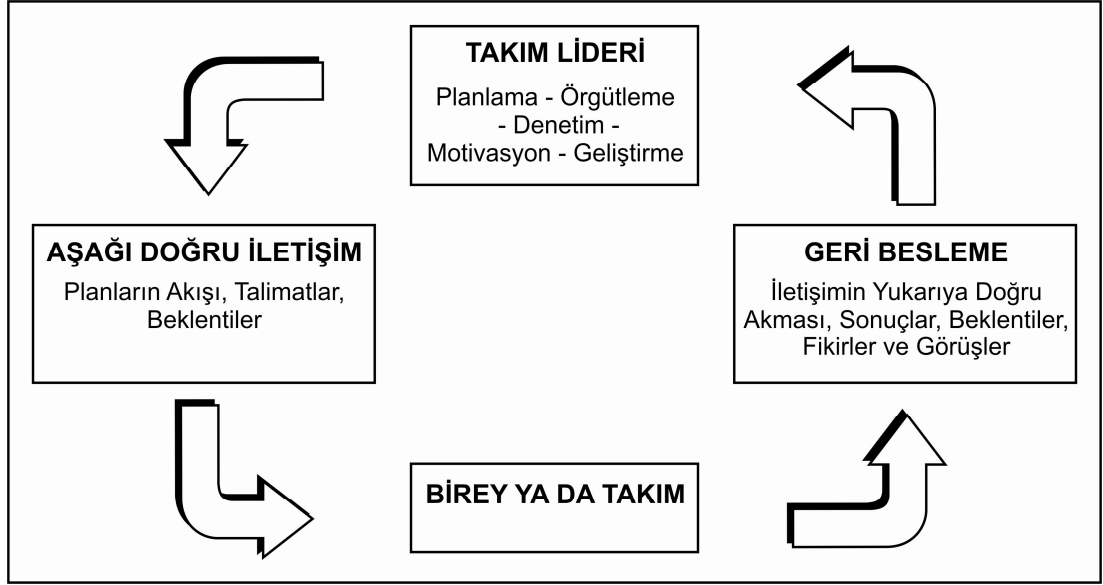 TAKIM LİDERİ
Planlama - Örgütleme
- Denetim -
Motivasyon - Geliştirme
AŞAĞI DOĞRU İLETİŞİM
Planların Akışı, Talimatlar,
Beklentiler
GERİ BESLEME
İletişimin Yukarıya Doğru
Akması, Sonuçlar, Beklentiler,
Fikirler ve Görüşler
BİREY YA DA TAKIM